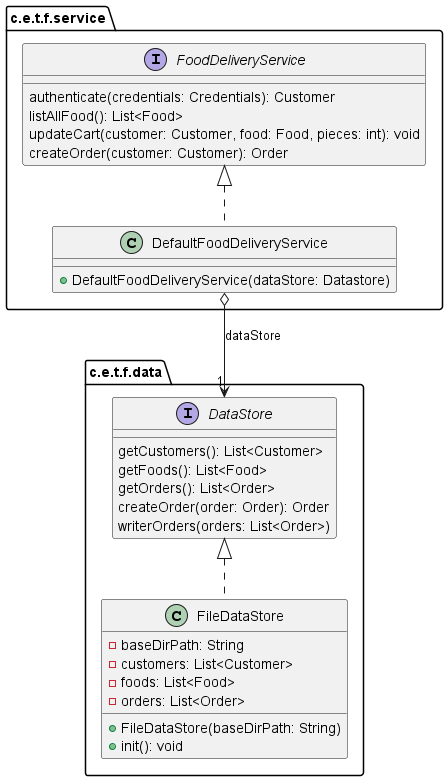 c.e.t.f.service
I FoodDeliveryService
authenticate(credentials: Credentials): Customer
listAllFood(): List<Food>
updateCart(customer: Customer, food: Food, pieces: int): void
createOrder(customer: Customer): Order
C DefaultFoodDeliveryService
DefaultFoodDeliveryService(dataStore: Datastore)
dataStore
1
c.e.t.f.data
I DataStore
getCustomers(): List<Customer>
getFoods(): List<Food>
getOrders(): List<Order>
createOrder(order: Order): Order
writerOrders(orders: List<Order>)
C FileDataStore
baseDirPath: String
customers: List<Customer>
foods: List<Food>
orders: List<Order>
FileDataStore(baseDirPath: String)
init(): void